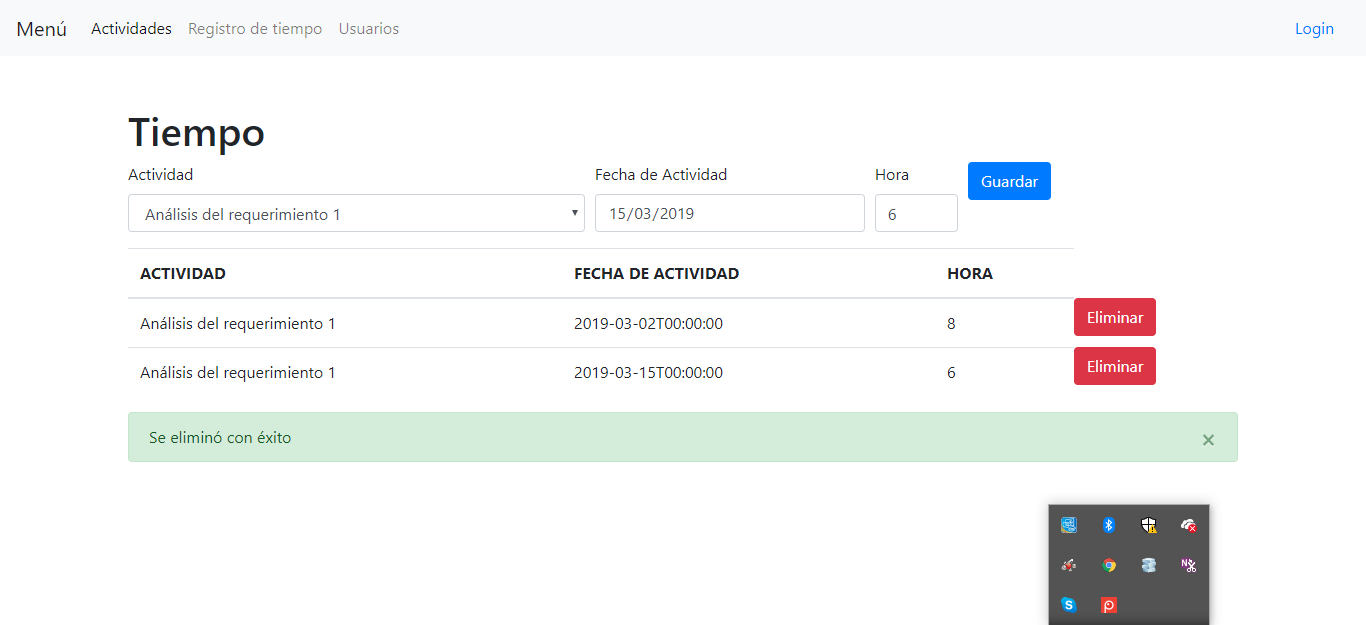 Menú Actividades Registro de tiempo Usuarios Login
Tiempo
Actividad Fecha de Actividad Hora Guardar
Análisis del requerimiento 1 15/03/2019 6
ACTIVIDAD FECHA DE ACTIVIDAD HORA
Análisis del requerimiento 1 2019-03-02T00:00:00 8 Eliminar
Análisis del requerimiento 1 2019-03-15T00:00:00 6 Eliminar
Se eliminó con éxito ×